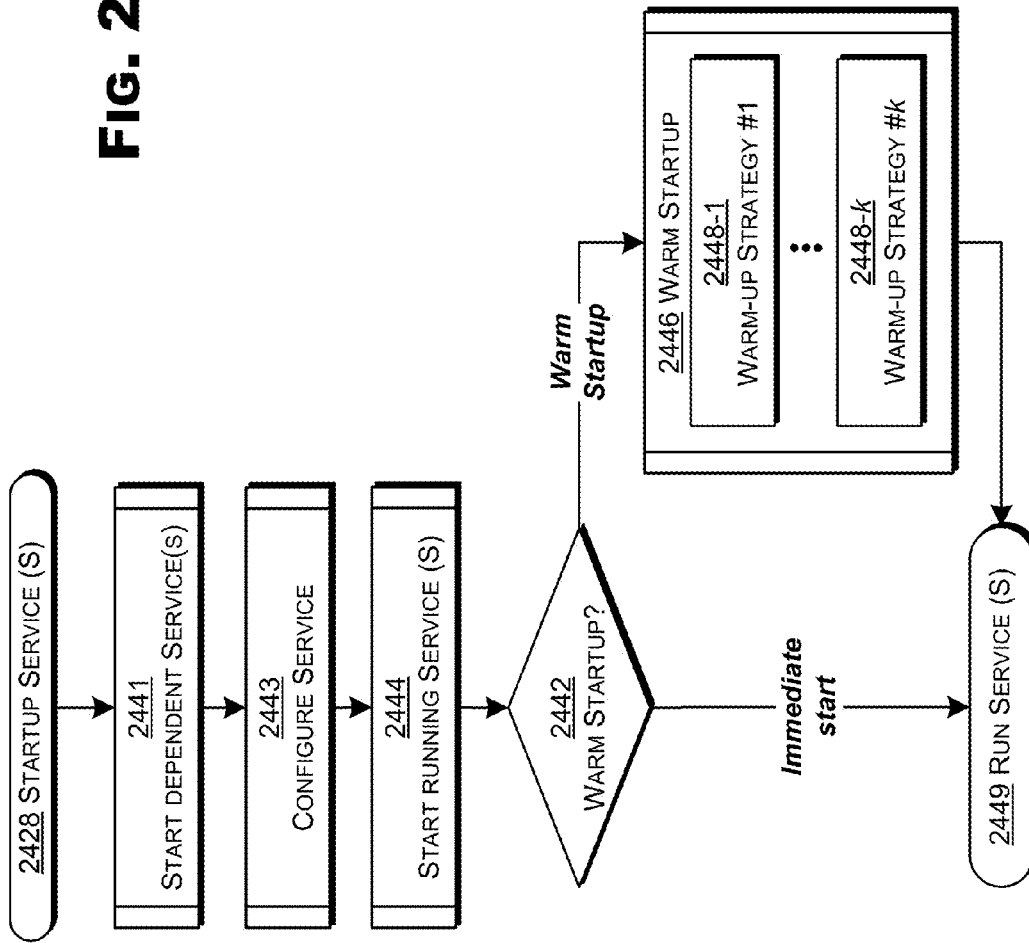 FIG. 2
2428 STARTUP SERVICE (S)
2441
START DEPENDENT SERVICE(S)
2443
CONFIGURE SERVICE
2444
START RUNNING SERVICE (S)
2442
WARM STARTUP?
Warm
Startup
2446 WARM STARTUP
2448-1
WARM-UP STRATEGY #1
2448-k
WARM-UP STRATEGY #k
Immediate
start
2449 RUN SERVICE (S)